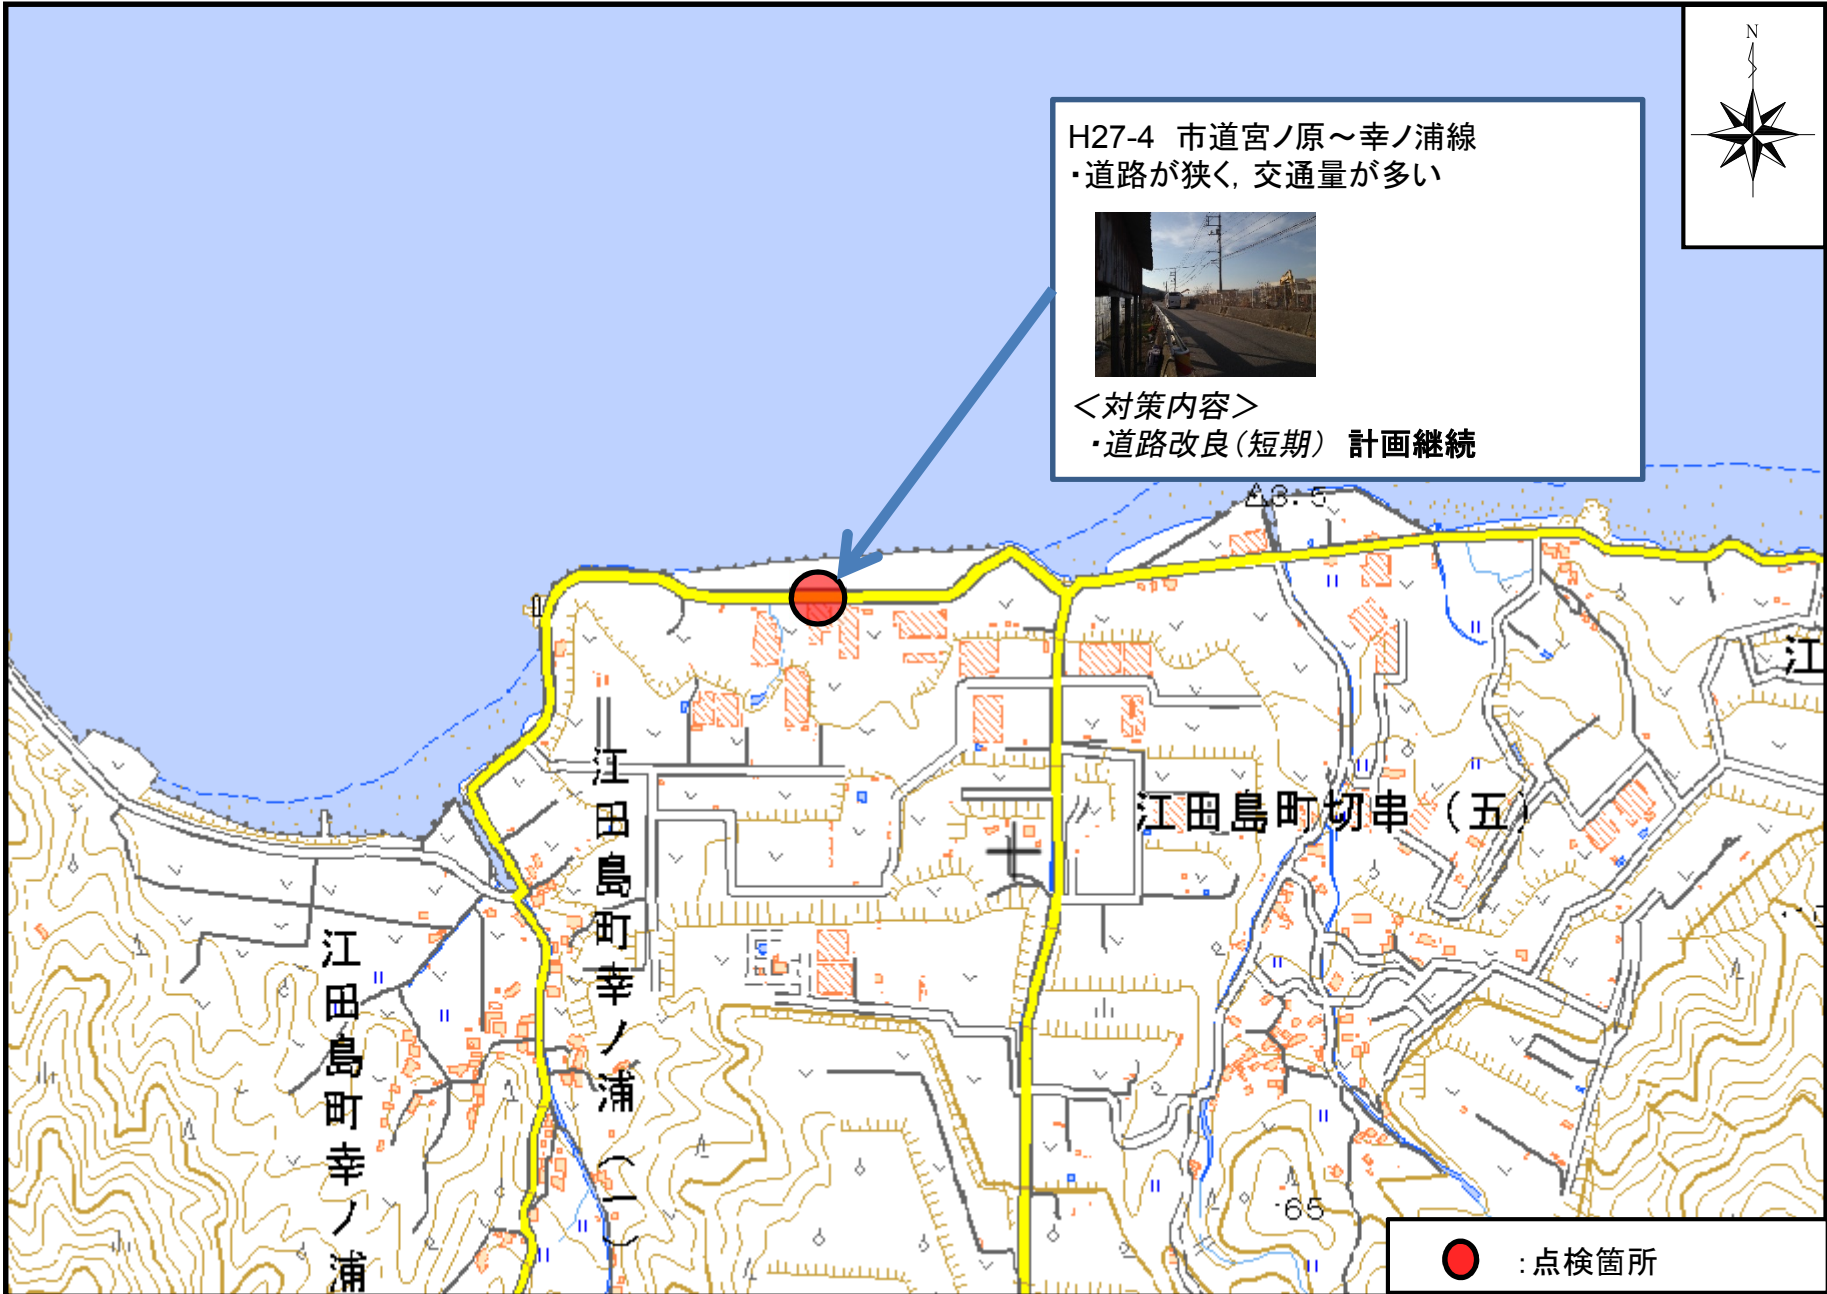 N
H27-4 市道宮ノ原～幸ノ浦線
・道路が狭く，交通量が多い
＜対策内容＞
・道路改良（短期） 計画継続
3.5
江
江田島町切串（五）
江田島町幸ノ浦（一）
江田島町幸ノ浦
65
：点検箇所